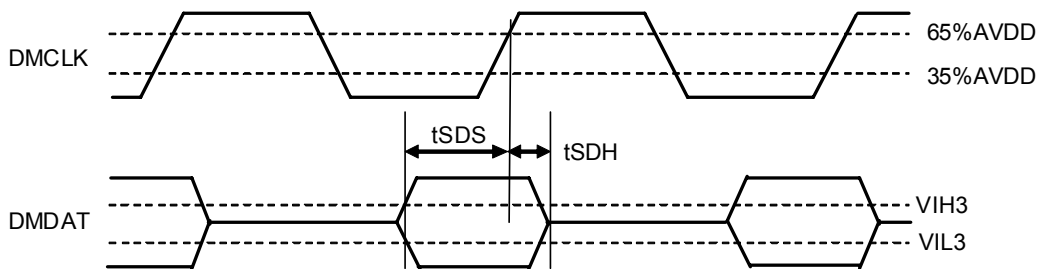 65%AVDD
DMCLK
35%AVDD
tSDS
tSDH
VIH3
DMDAT
VIL3